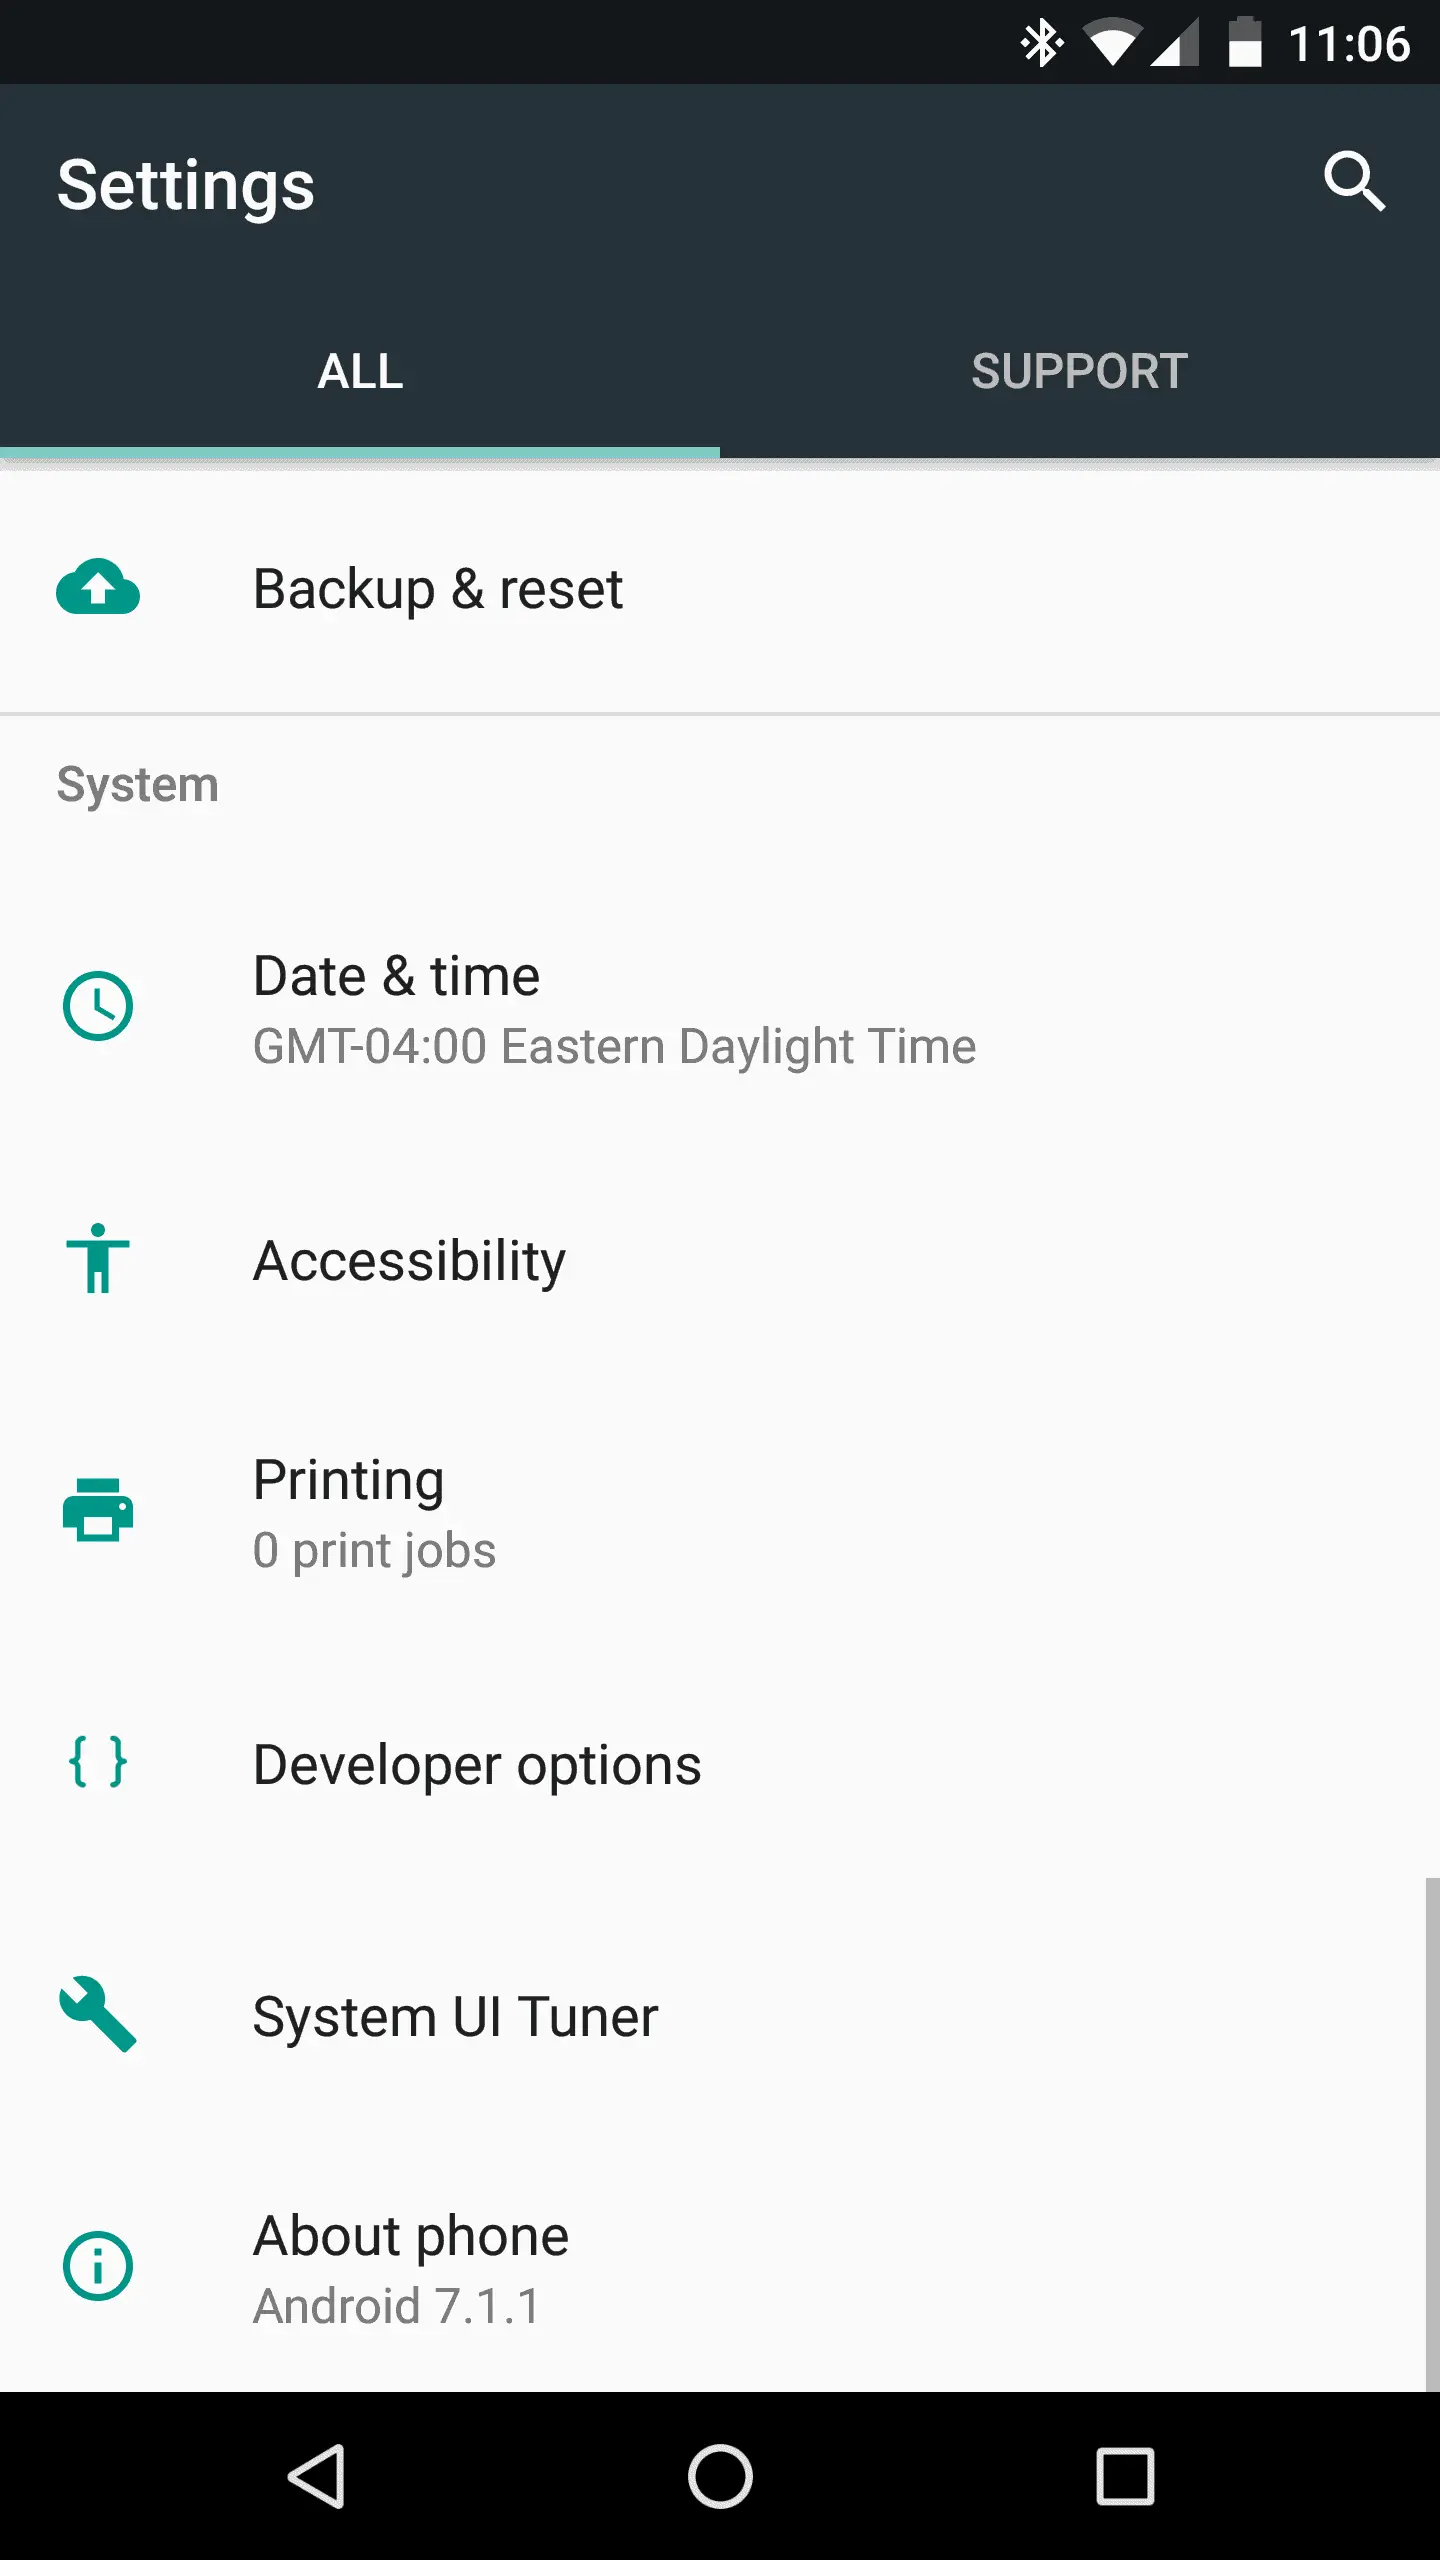 11:06
Settings
ALL
SUPPORT
Backup & reset
System
Date & time
GMT-04:00 Eastern Daylight Time
Accessibility
Printing
0 print jobs
Developer options
System UI Tuner
About phone
Android 7.1.1